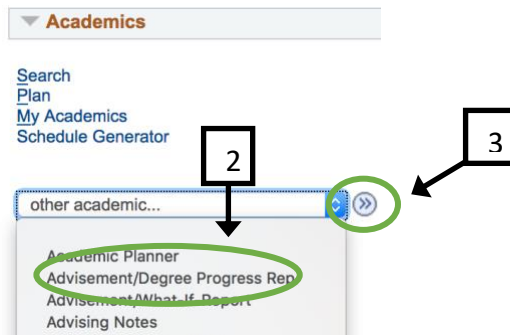 Academics
Search
Plan
My Academics
Schedule Generator
2
3
other academic...
Academic Planner
Advisement/Degree Progress Rep
Advisement/What-If Report
Advising Notes